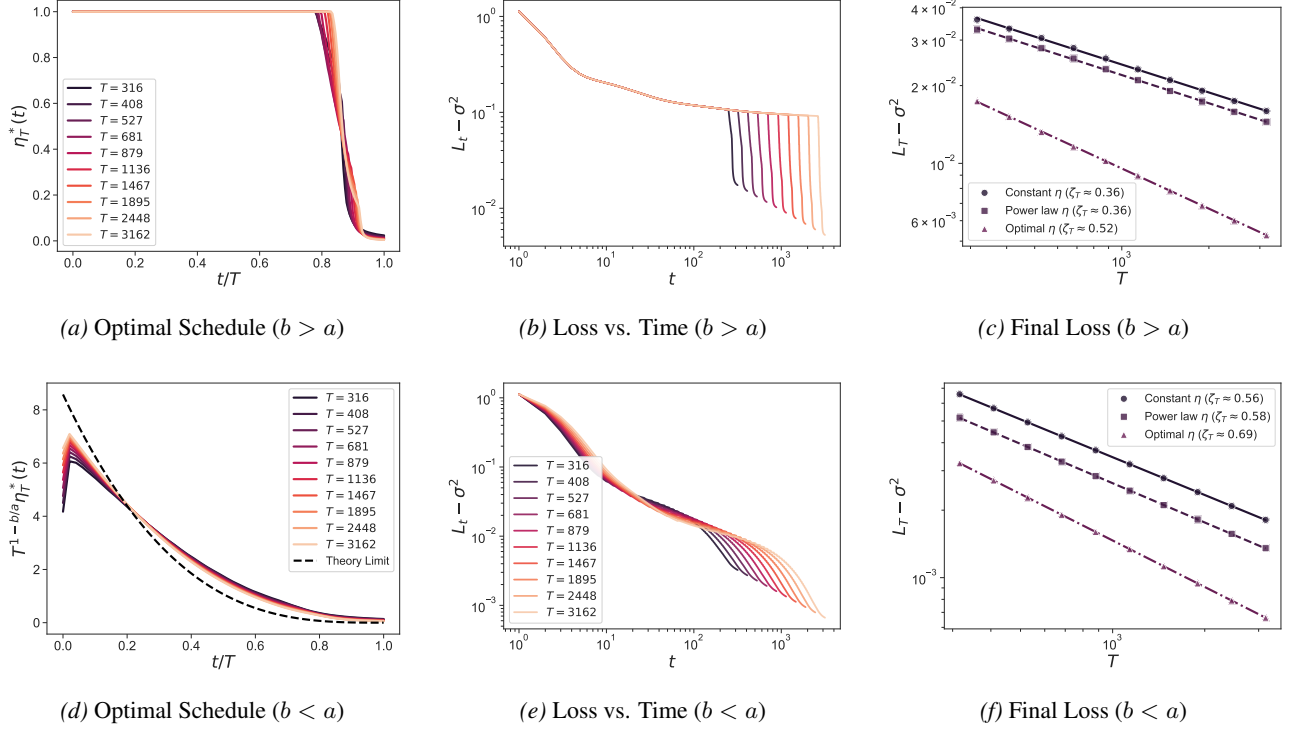 1.0
0.8
0.6
0.4
0.2
0.0
η*_T(t)
T = 316
T = 408
T = 527
T = 681
T = 879
T = 1136
T = 1467
T = 1895
T = 2448
T = 3162
0.0 0.2 0.4 0.6 0.8 1.0
t/T
(a) Optimal Schedule (b > a)
10^0
10^-1
10^-2
L_t − σ^2
10^0 10^1 10^2 10^3
t
(b) Loss vs. Time (b > a)
4 × 10^-2
3 × 10^-2
2 × 10^-2
10^-2
6 × 10^-3
L_T − σ^2
Constant η (ζ_T ≈ 0.36)
Power law η (ζ_T ≈ 0.36)
Optimal η (ζ_T ≈ 0.52)
10^3
T
(c) Final Loss (b > a)
8
6
4
2
0
T^{1−b/a}η*_T(t)
T = 316
T = 408
T = 527
T = 681
T = 879
T = 1136
T = 1467
T = 1895
T = 2448
T = 3162
Theory Limit
0.0 0.2 0.4 0.6 0.8 1.0
t/T
(d) Optimal Schedule (b < a)
10^0
10^-1
10^-2
10^-3
L_t − σ^2
T = 316
T = 408
T = 527
T = 681
T = 879
T = 1136
T = 1467
T = 1895
T = 2448
T = 3162
10^0 10^1 10^2 10^3
t
(e) Loss vs. Time (b < a)
10^-3
L_T − σ^2
Constant η (ζ_T ≈ 0.56)
Power law η (ζ_T ≈ 0.58)
Optimal η (ζ_T ≈ 0.69)
10^3
T
(f) Final Loss (b < a)